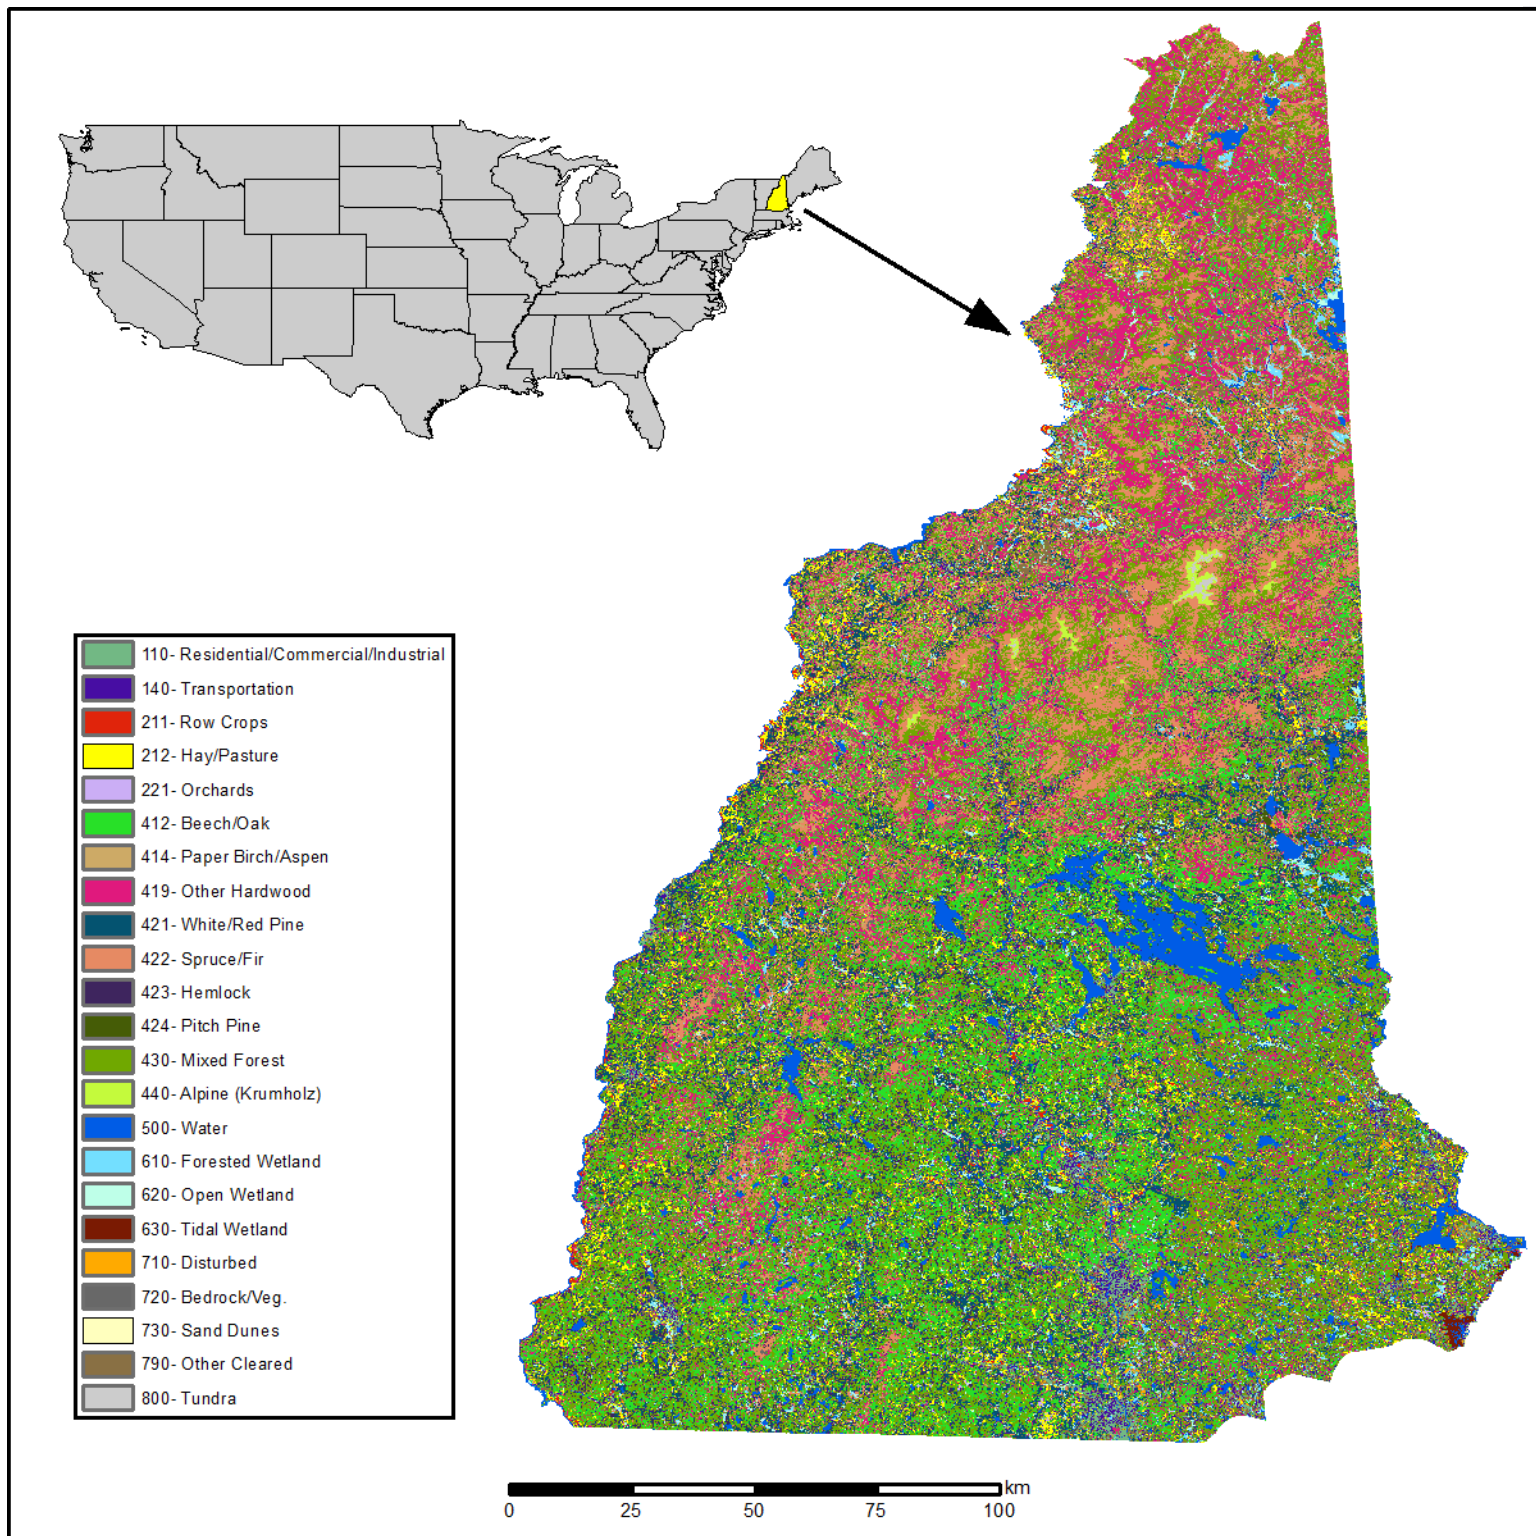 110- Residential/Commercial/Industrial
140- Transportation
211- Row Crops
212- Hay/Pasture
221- Orchards
412- Beech/Oak
414- Paper Birch/Aspen
419- Other Hardwood
421- White/Red Pine
422- Spruce/Fir
423- Hemlock
424- Pitch Pine
430- Mixed Forest
440- Alpine (Krumholz)
500- Water
610- Forested Wetland
620- Open Wetland
630- Tidal Wetland
710- Disturbed
720- Bedrock/Veg.
730- Sand Dunes
790- Other Cleared
800- Tundra
km
0 25 50 75 100